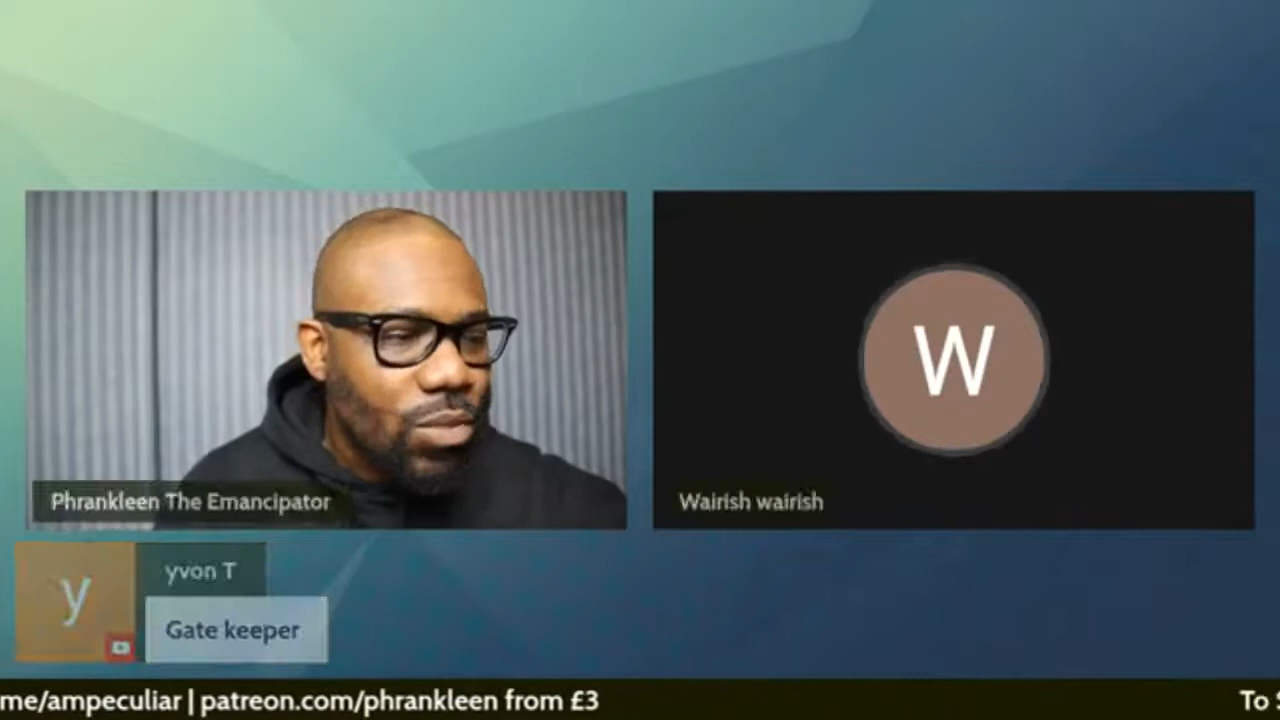 W
Phrankleen The Emancipator
Wairish wairish
y
yvon T
Gate keeper
me/ampeculiar | patreon.com/phrankleen from £3
To